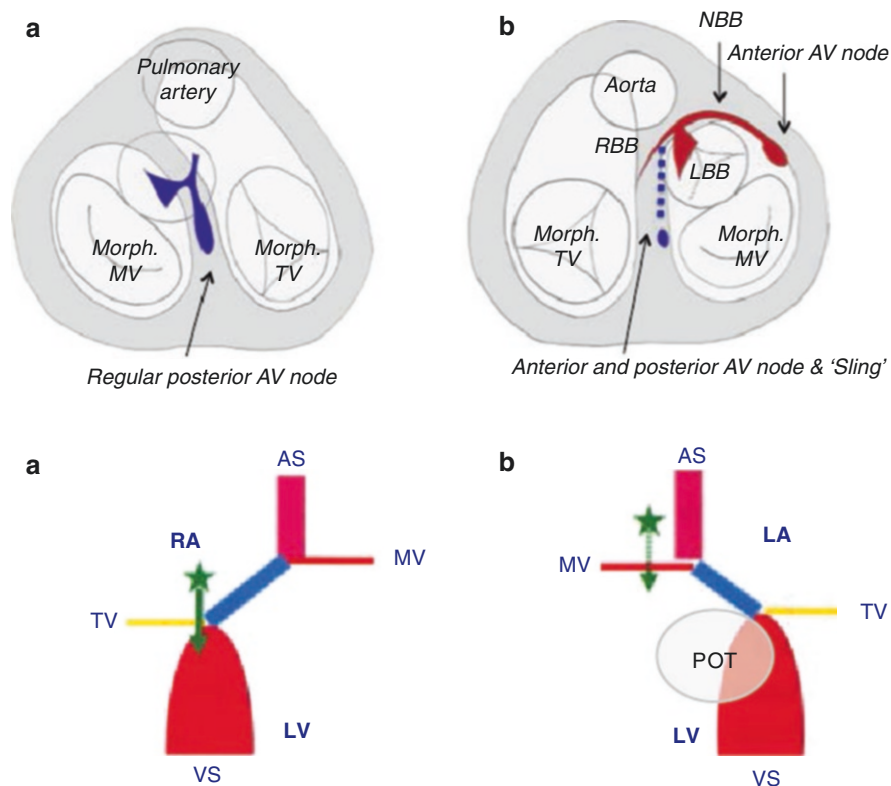 a
Pulmonary
artery
Morph.
MV
Morph.
TV
Regular posterior AV node
b
NBB
Anterior AV node
Aorta
RBB
LBB
Morph.
TV
Morph.
MV
Anterior and posterior AV node & 'Sling'
a
AS
RA
MV
TV
LV
VS
b
AS
LA
MV
TV
POT
LV
VS